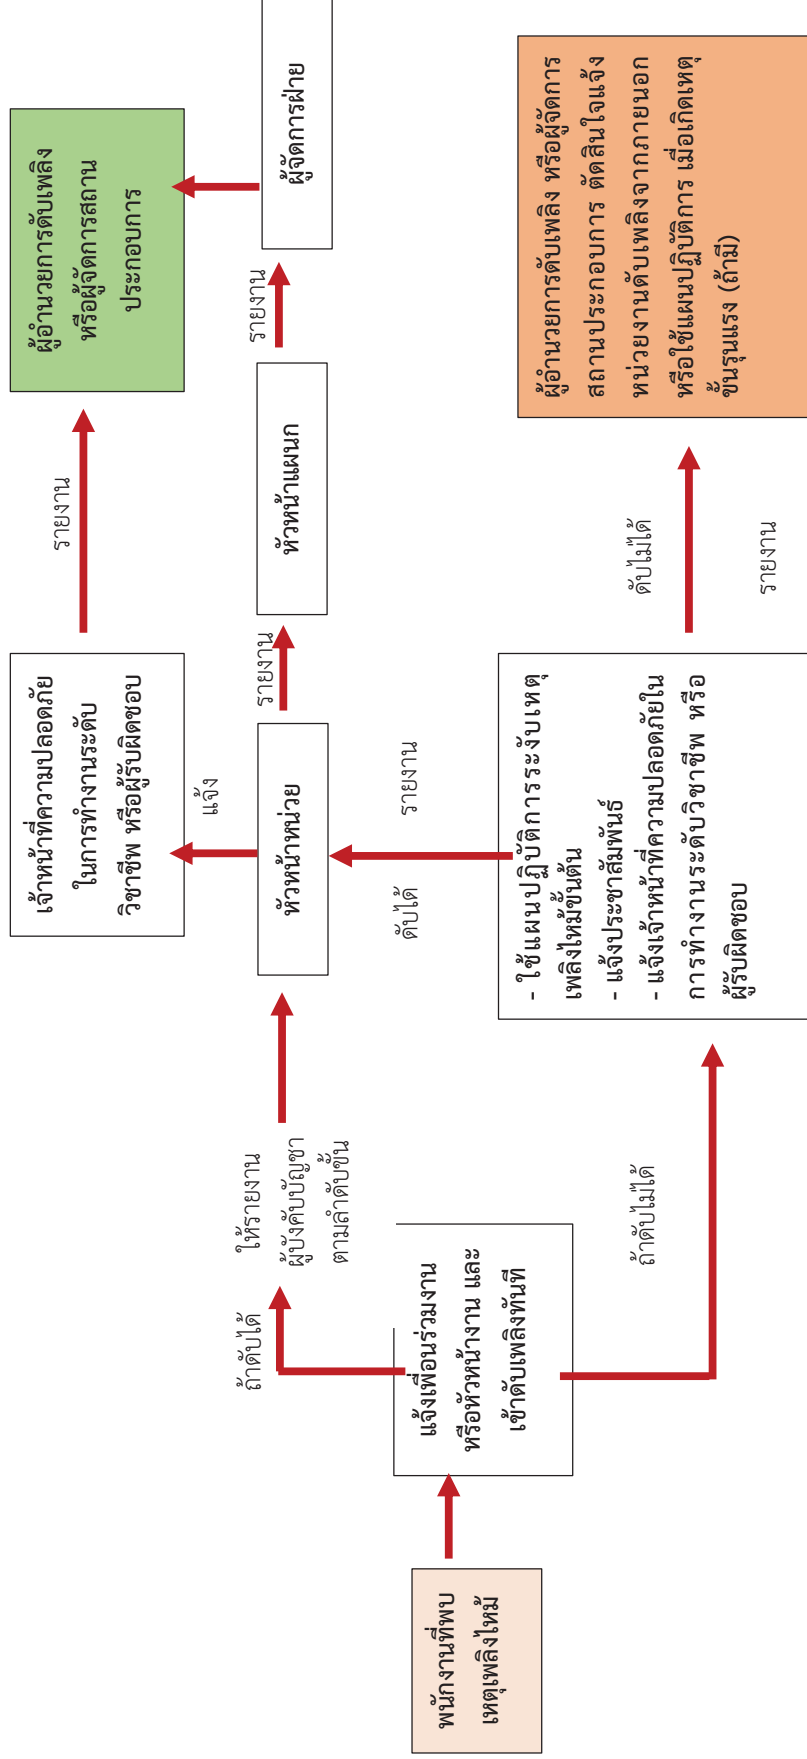 พนักงานที่พบ
เหตุเพลิงไหม้
แจ้งเพื่อนร่วมงาน
หรือหัวหน้างาน และ
เข้าดับเพลิงทันที
ถ้าดับได้
ให้รายงาน
ผู้บังคับบัญชา
ตามลำดับขั้น
ถ้าดับไม่ได้
หัวหน้าหน่วย
แจ้ง
เจ้าหน้าที่ความปลอดภัย
ในการทำงานระดับ
วิชาชีพ หรือผู้รับผิดชอบ
รายงาน
ผู้อำนวยการดับเพลิง
หรือผู้จัดการสถาน
ประกอบการ
รายงาน
หัวหน้าแผนก
รายงาน
ผู้จัดการฝ่าย
ดับได้
รายงาน
- ใช้แผนปฏิบัติการระงับเหตุ
เพลิงไหม้ขั้นต้น
- แจ้งประชาสัมพันธ์
- แจ้งเจ้าหน้าที่ความปลอดภัยใน
การทำงานระดับวิชาชีพ หรือ
ผู้รับผิดชอบ
ดับไม่ได้
รายงาน
ผู้อำนวยการดับเพลิง หรือผู้จัดการ
สถานประกอบการ ตัดสินใจแจ้ง
หน่วยงานดับเพลิงจากภายนอก
หรือใช้แผนปฏิบัติการ เมื่อเกิดเหตุ
ขั้นรุนแรง (ถ้ามี)